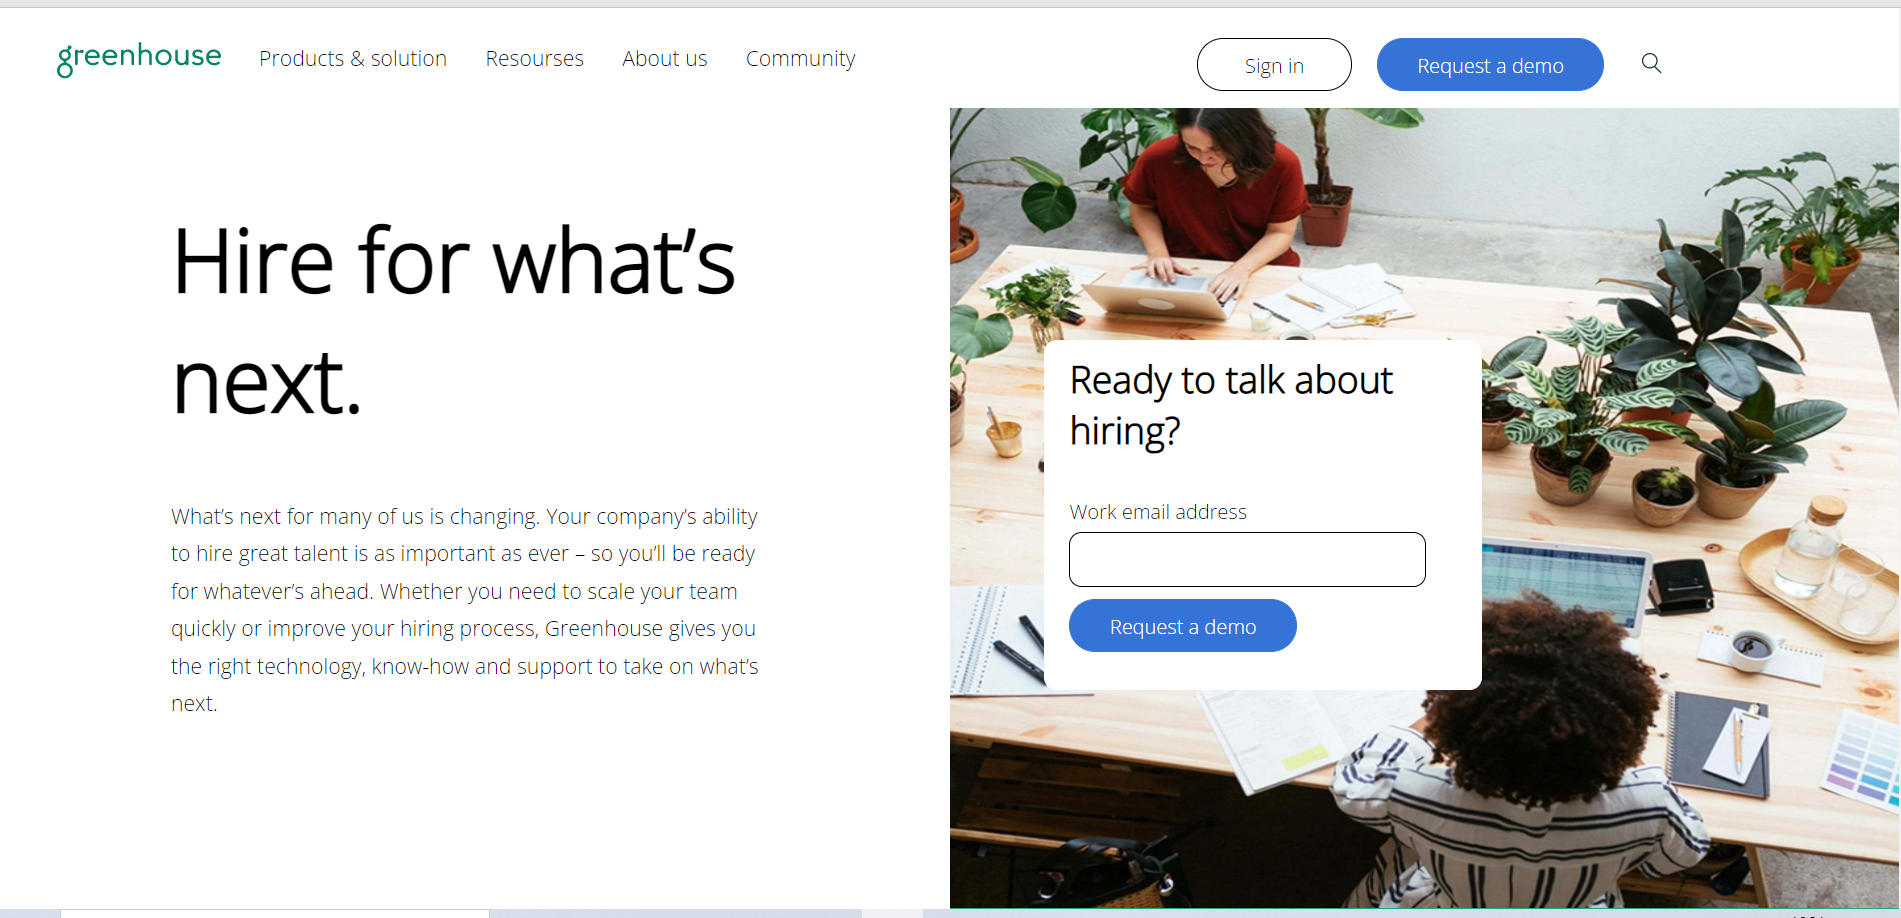 greenhouse Products & solution Resourses About us Community Sign in Request a demo
Hire for what’s
next.
What’s next for many of us is changing. Your company’s ability
to hire great talent is as important as ever – so you’ll be ready
for whatever’s ahead. Whether you need to scale your team
quickly or improve your hiring process, Greenhouse gives you
the right technology, know-how and support to take on what’s
next.
Ready to talk about
hiring?
Work email address
Request a demo